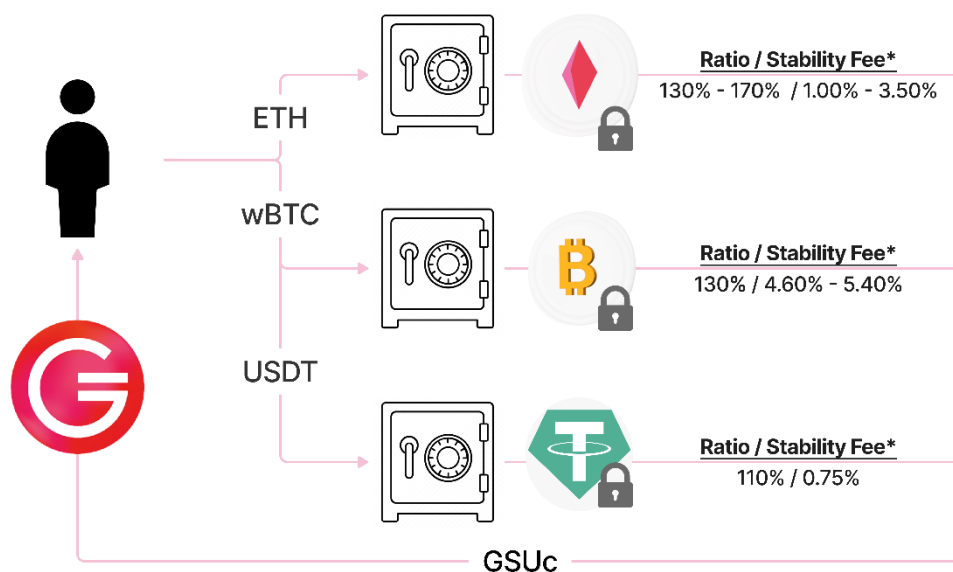 Ratio / Stability Fee*
130% - 170% / 1.00% - 3.50%
ETH
wBTC
Ratio / Stability Fee*
130% / 4.60% - 5.40%
USDT
Ratio / Stability Fee*
110% / 0.75%
GSUc